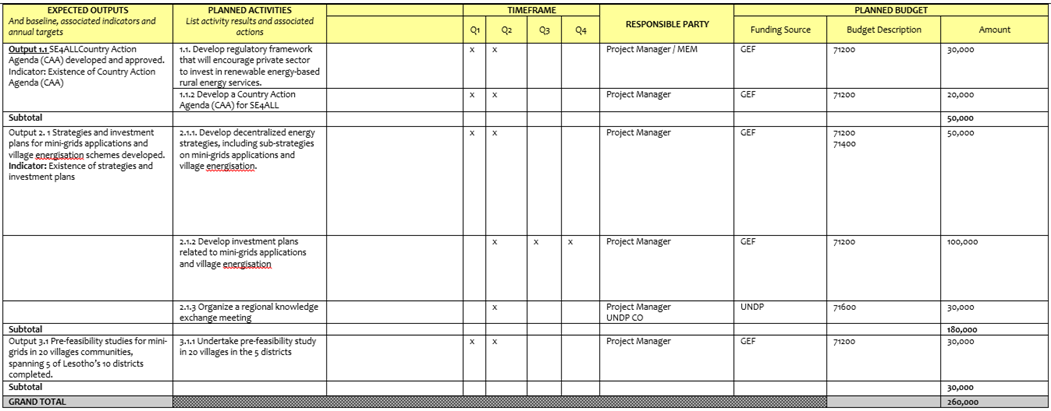 EXPECTED OUTPUTS
And baseline, associated indicators and
annual targets
PLANNED ACTIVITIES
List activity results and associated
actions
TIMEFRAME
Q1
Q2
Q3
Q4
RESPONSIBLE PARTY
PLANNED BUDGET
Funding Source
Budget Description
Amount
Output 1.1 SE4ALLCountry Action
Agenda (CAA) developed and approved.
Indicator: Existence of Country Action
Agenda (CAA)
1.1. Develop regulatory framework
that will encourage private sector
to invest in renewable energy-based
rural energy services.
x
x
Project Manager / MEM
GEF
71200
30,000
1.1.2 Develop a Country Action
Agenda (CAA) for SE4ALL
x
x
Project Manager
GEF
71200
20,000
Subtotal
50,000
Output 2. 1 Strategies and investment
plans for mini-grids applications and
village energisation schemes developed.
Indicator: Existence of strategies and
investment plans
2.1.1. Develop decentralized energy
strategies, including sub-strategies
on mini-grids applications and
village energisation.
x
x
Project Manager
GEF
71200
71400
50,000
2.1.2 Develop investment plans
related to mini-grids applications
and village energisation
x
x
x
Project Manager
GEF
71200
100,000
2.1.3 Organize a regional knowledge
exchange meeting
x
Project Manager
UNDP CO
UNDP
71600
30,000
Subtotal
180,000
Output 3.1 Pre-feasibility studies for mini-
grids in 20 villages communities,
spanning 5 of Lesotho's 10 districts
completed.
3.1.1 Undertake pre-feasibility study
in 20 villages in the 5 districts
x
x
Project Manager
GEF
71200
30,000
Subtotal
30,000
GRAND TOTAL
260,000